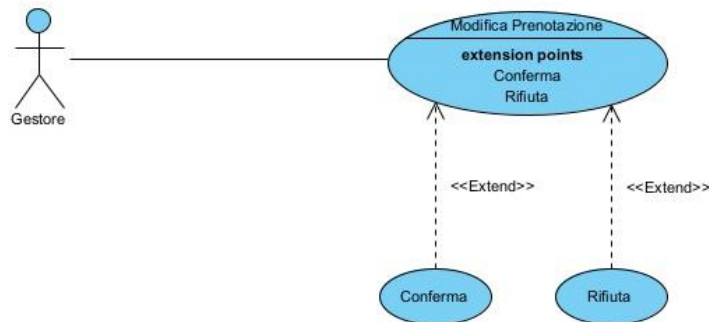 Modifica Prenotazione
extension points
Conferma
Rifiuta
Gestore
<<Extend>>
<<Extend>>
Conferma
Rifiuta